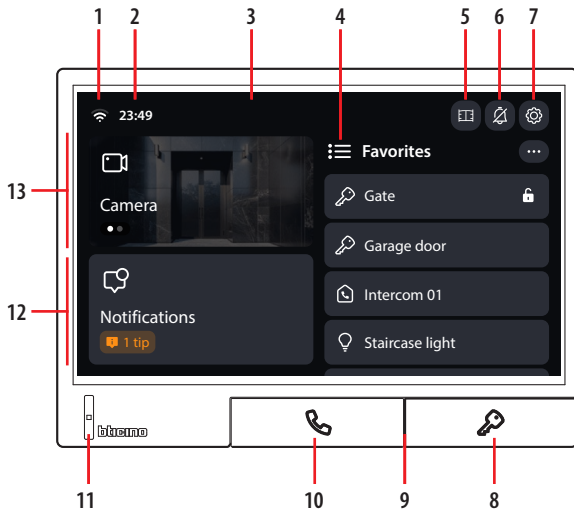 1 2 3 4 5 6 7
23:49
Camera
Favorites
Gate
Garage door
Intercom 01
Staircase light
13
Notifications
1 tip
12
bticino
11 10 9 8